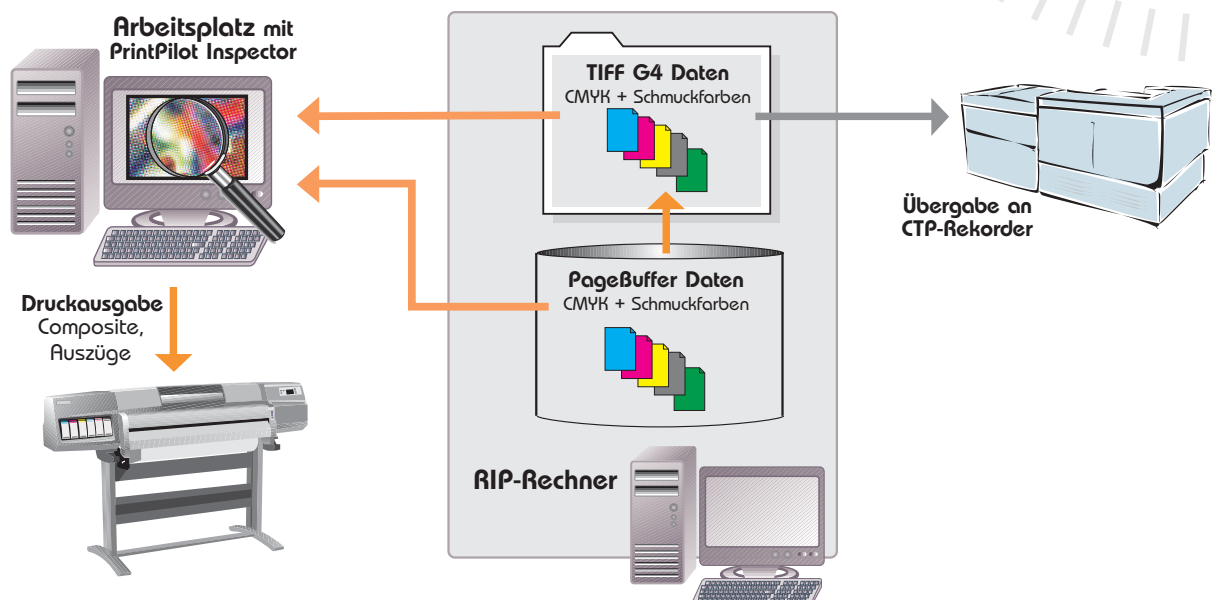 Arbeitsplatz mit
PrintPilot Inspector
TIFF G4 Daten
CMYK + Schmuckfarben
Übergabe an
CTP-Rekorder
PageBuffer Daten
CMYK + Schmuckfarben
Druckausgabe
Composite,
Auszüge
RIP-Rechner